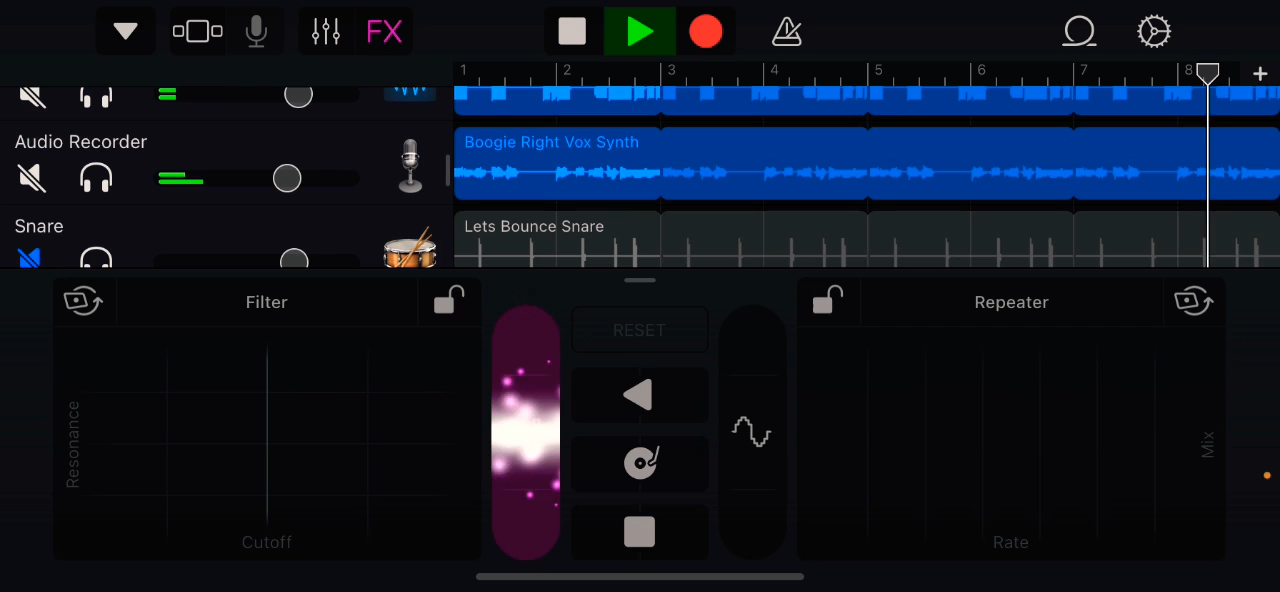 FX
1 2 3 4 5 6 7 8
Audio Recorder
Boogie Right Vox Synth
Snare
Lets Bounce Snare
Filter
Repeater
RESET
Resonance
Mix
Cutoff
Rate